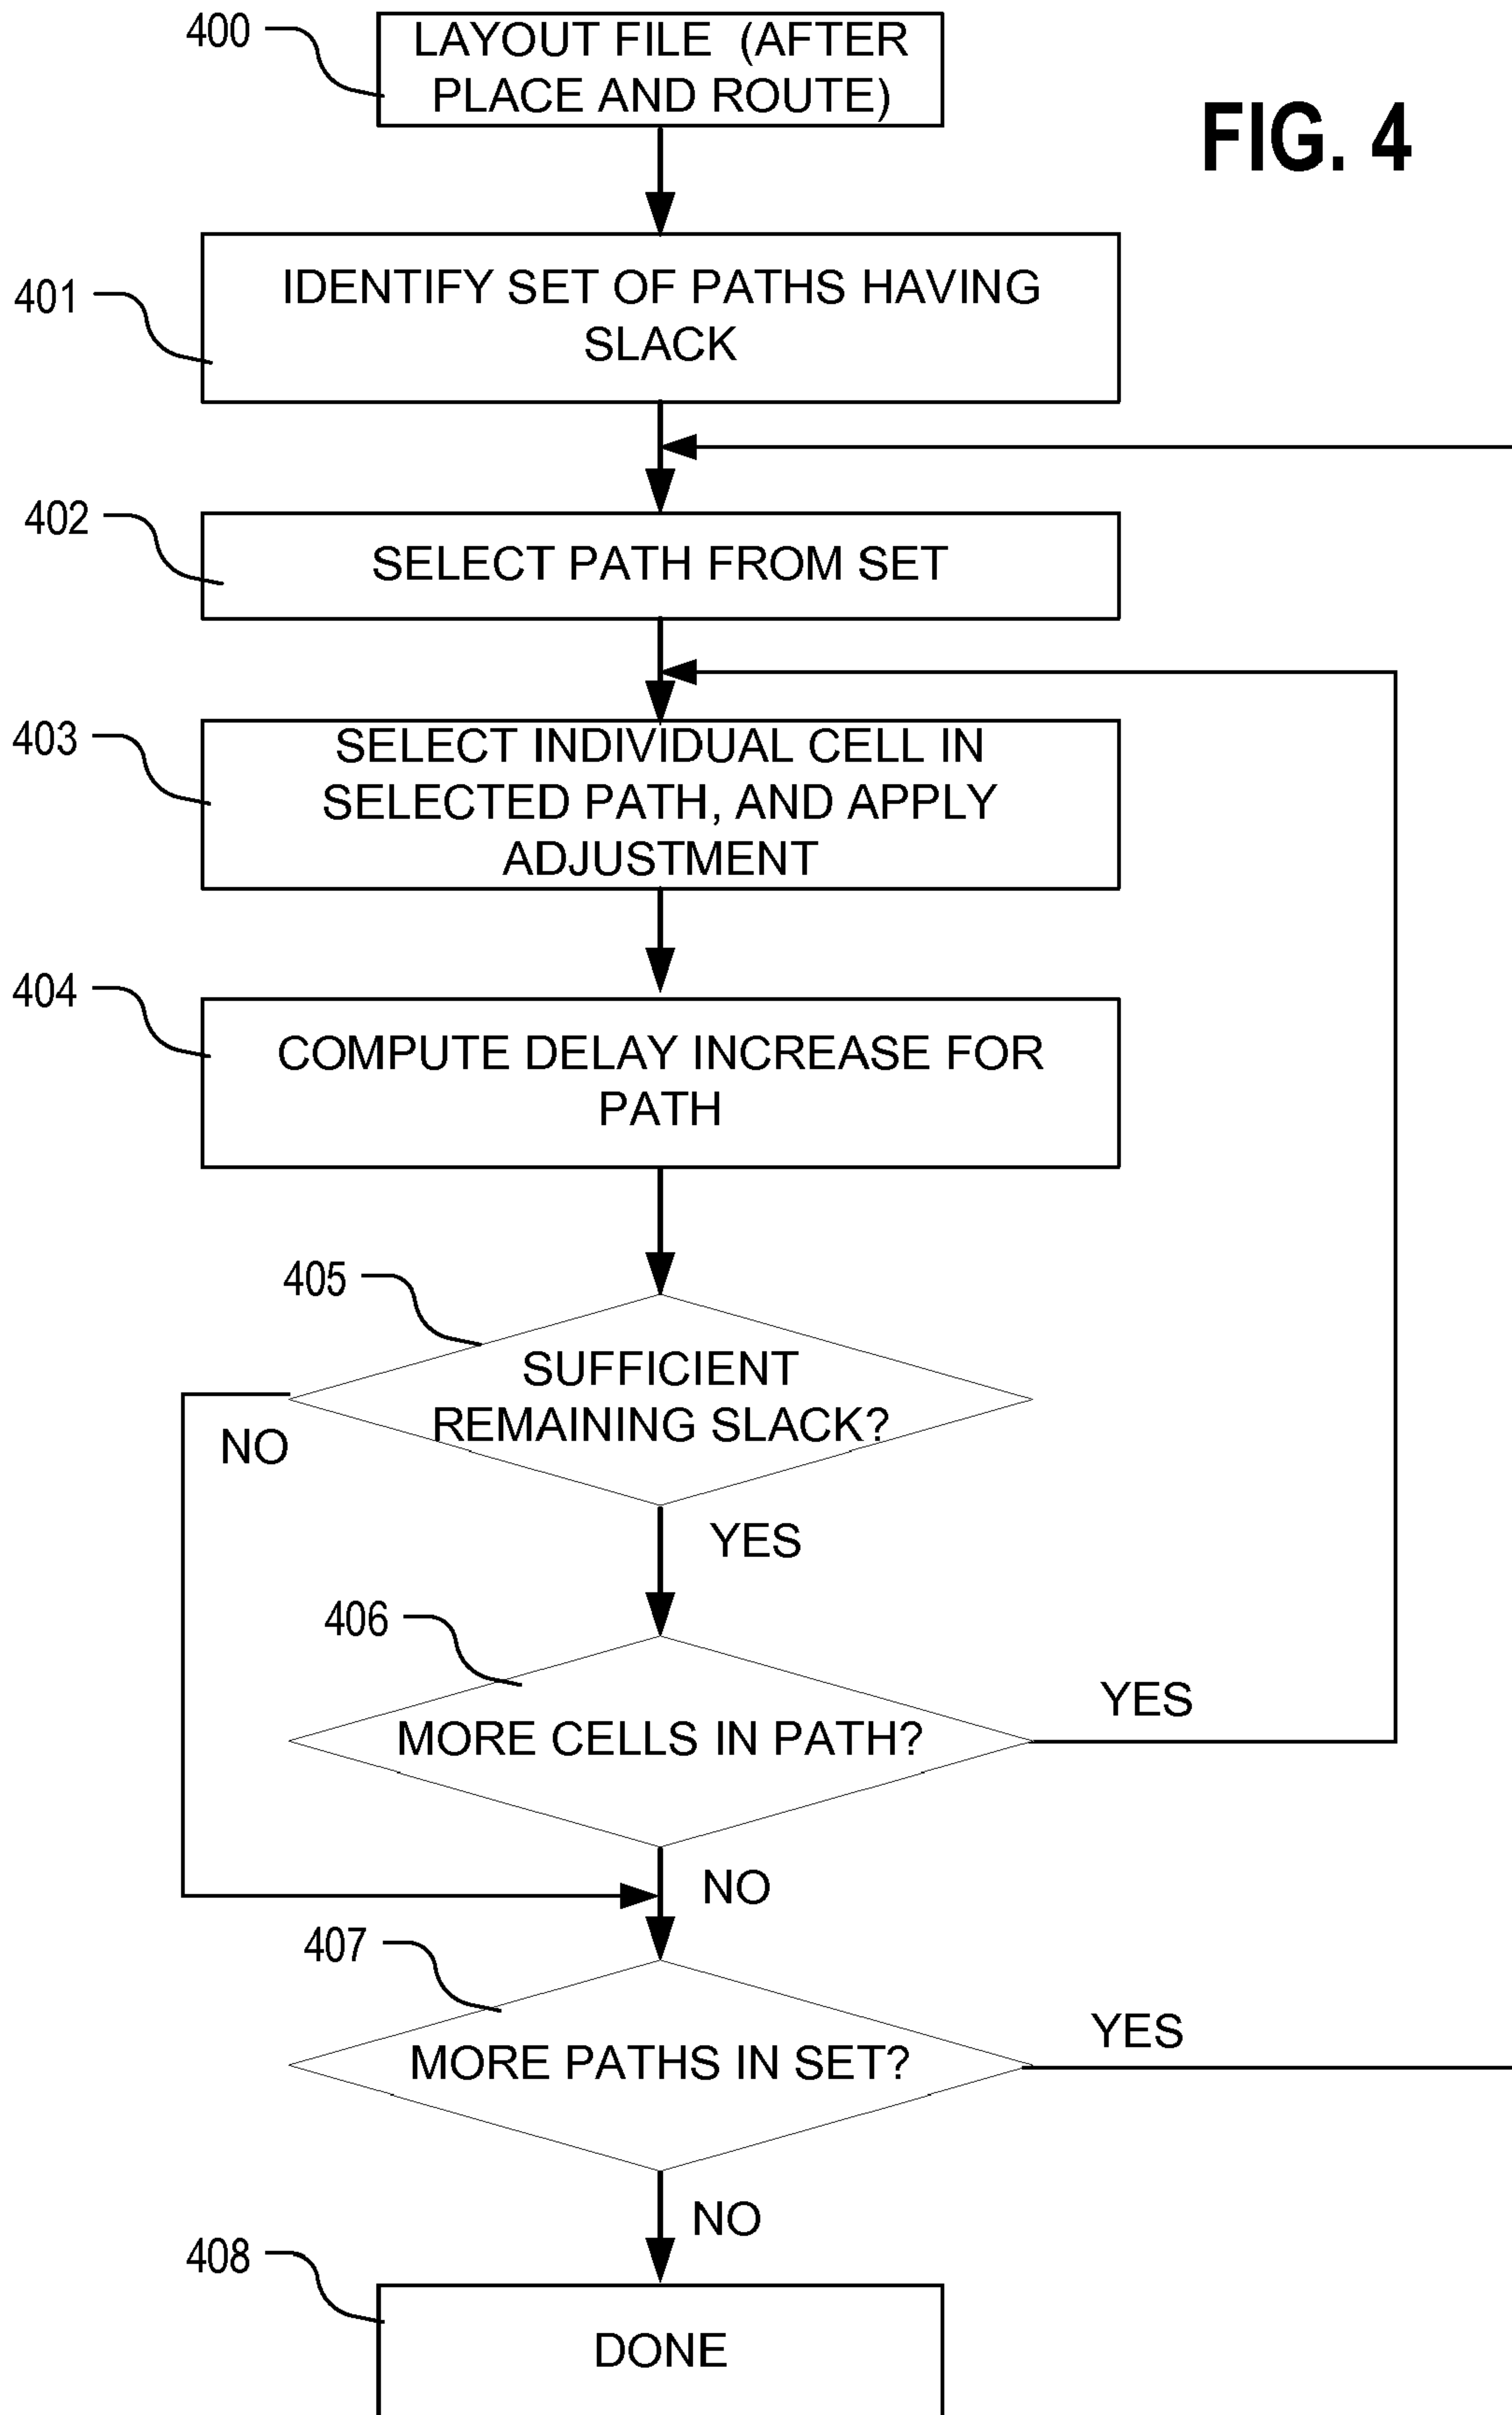 400
LAYOUT FILE (AFTER
PLACE AND ROUTE)
FIG. 4
401
IDENTIFY SET OF PATHS HAVING
SLACK
402
SELECT PATH FROM SET
403
SELECT INDIVIDUAL CELL IN
SELECTED PATH, AND APPLY
ADJUSTMENT
404
COMPUTE DELAY INCREASE FOR
PATH
405
SUFFICIENT
REMAINING SLACK?
NO
YES
406
MORE CELLS IN PATH?
YES
NO
407
MORE PATHS IN SET?
YES
NO
408
DONE